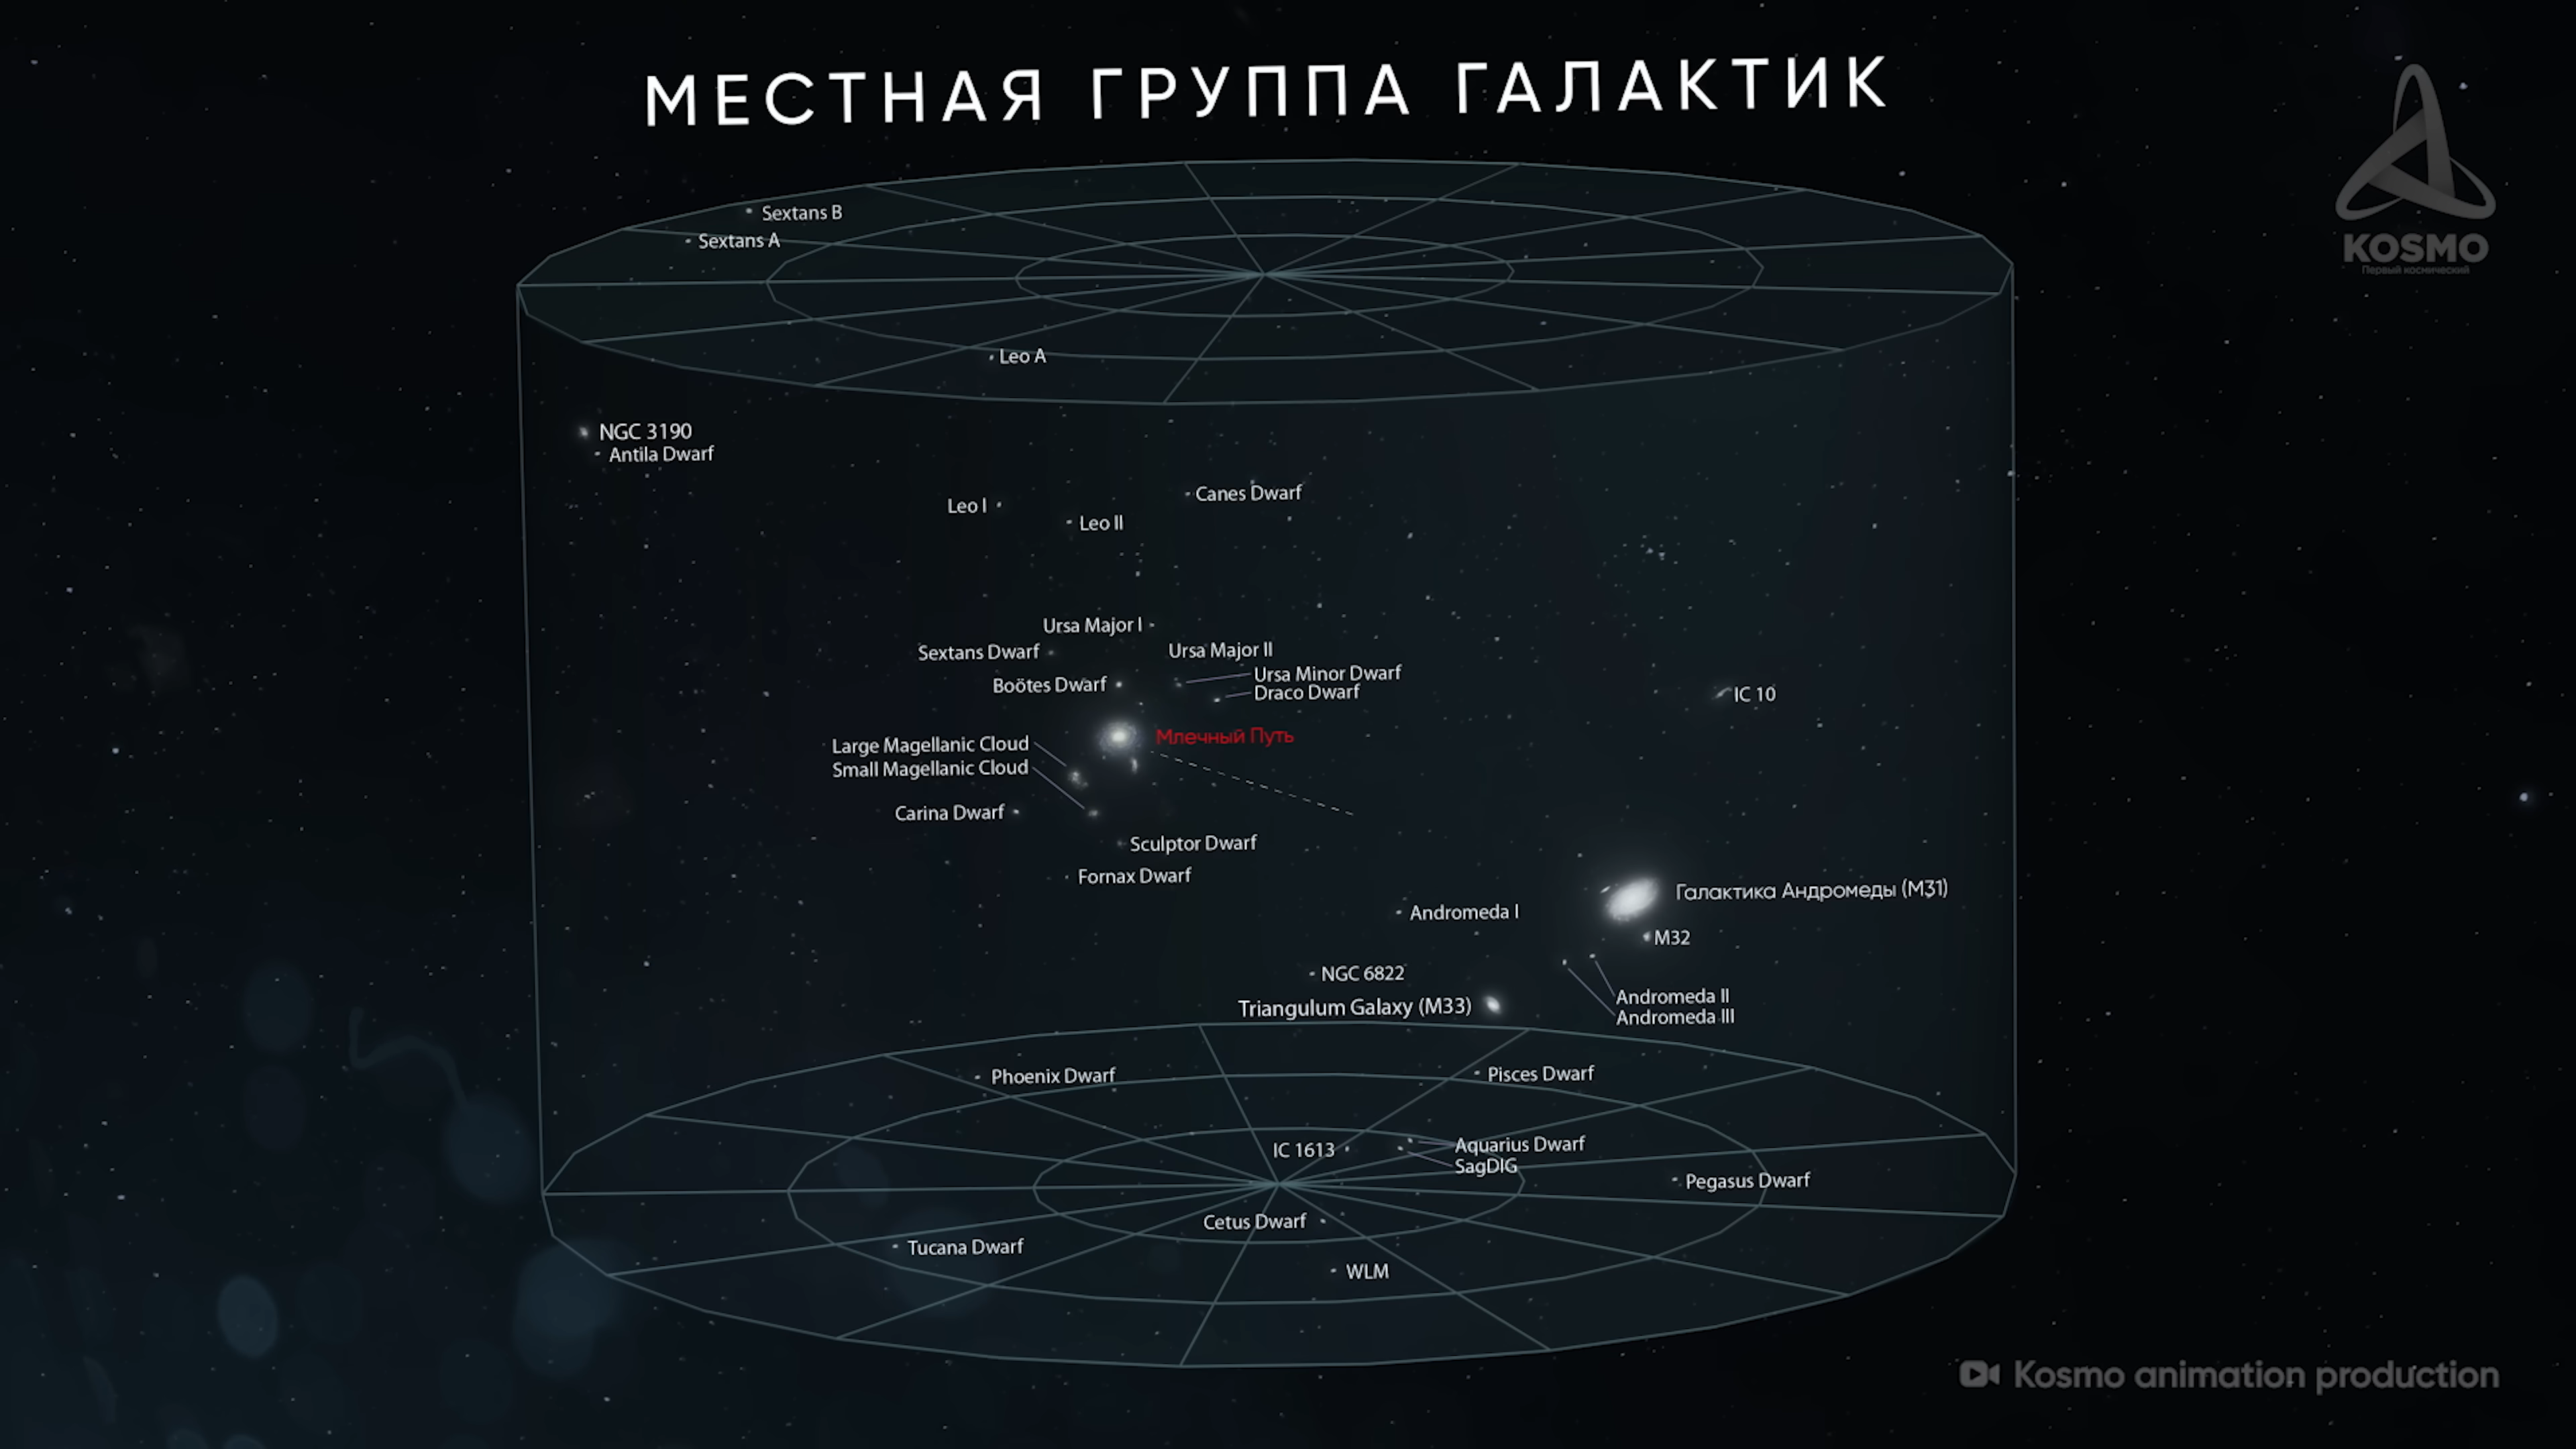 МЕСТНАЯ ГРУППА ГАЛАКТИК
KOSMO
Первый космический
Sextans B
Sextans A
Leo A
NGC 3190
Antila Dwarf
Canes Dwarf
Leo I
Leo II
Ursa Major I
Sextans Dwarf
Ursa Major II
Ursa Minor Dwarf
Boötes Dwarf
Draco Dwarf
IC 10
Млечный Путь
Large Magellanic Cloud
Small Magellanic Cloud
Carina Dwarf
Sculptor Dwarf
Fornax Dwarf
Галактика Андромеды (М31)
Andromeda I
M32
NGC 6822
Andromeda II
Triangulum Galaxy (M33)
Andromeda III
Phoenix Dwarf
Pisces Dwarf
IC 1613
Aquarius Dwarf
SagDIG
Pegasus Dwarf
Cetus Dwarf
Tucana Dwarf
WLM
Kosmo animation production